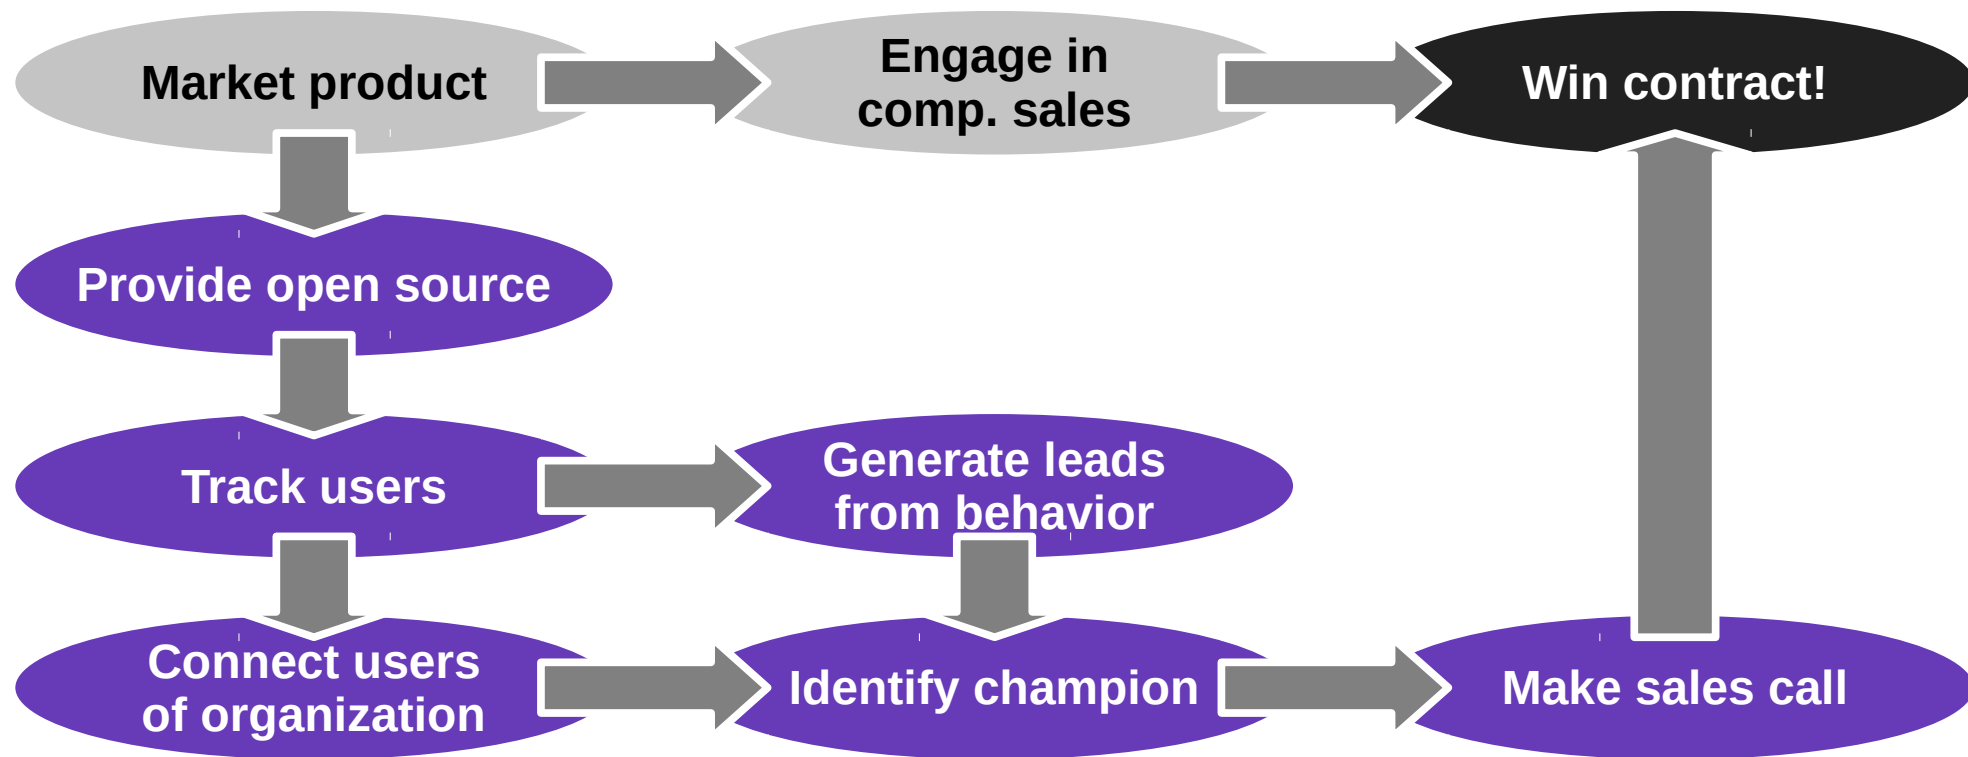 Market product
Engage in
comp. sales
Win contract!
Provide open source
Track users
Generate leads
from behavior
Connect users
of organization
Identify champion
Make sales call